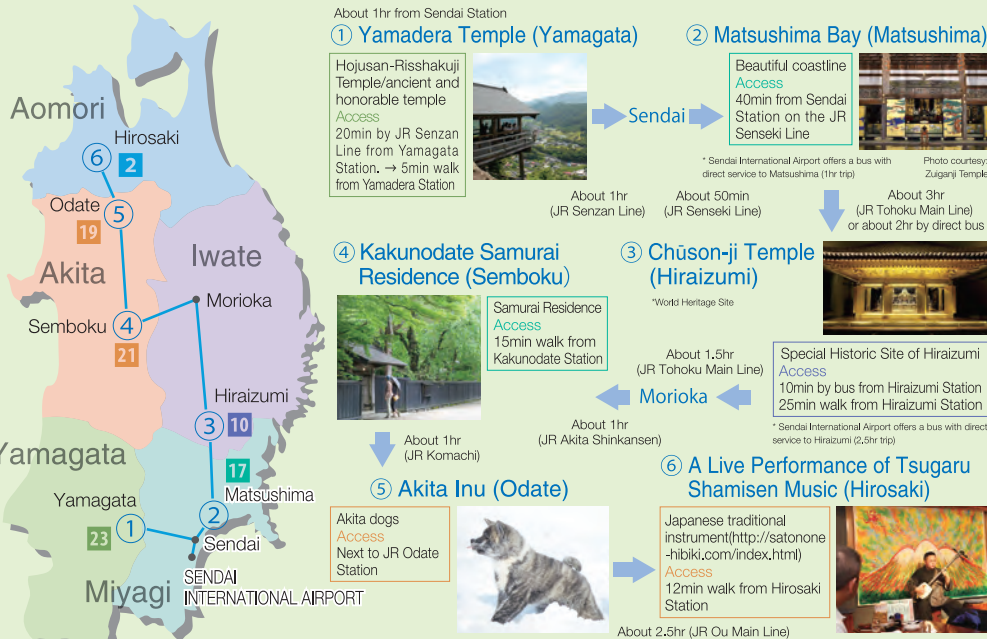 Aomori
Hirosaki
6
2
Odate
5
19
Akita
Iwate
Morioka
Semboku
4
21
Hiraizumi
3
10
Yamagata
17
Matsushima
Yamagata
1
2
23
Sendai
SENDAI
INTERNATIONAL AIRPORT
Miyagi
About 1hr from Sendai Station
① Yamadera Temple (Yamagata)
Hojusan-Risshakuji
Temple/ancient and
honorable temple
Access
20min by JR Senzan
Line from Yamagata
Station. → 5min walk
from Yamadera Station
Sendai
About 1hr
(JR Senzan Line)
About 50min
(JR Senseki Line)
② Matsushima Bay (Matsushima)
Beautiful coastline
Access
40min from Sendai
Station on the JR
Senseki Line
* Sendai International Airport offers a bus with
direct service to Matsushima (1hr trip)
Photo courtesy:
Zuiganji Temple
About 3hr
(JR Tohoku Main Line)
or about 2hr by direct bus
③ Chūson-ji Temple
(Hiraizumi)
*World Heritage Site
Special Historic Site of Hiraizumi
Access
10min by bus from Hiraizumi Station
25min walk from Hiraizumi Station
* Sendai International Airport offers a bus with direct
service to Hiraizumi (2.5hr trip)
About 1.5hr
(JR Tohoku Main Line)
Morioka
About 1hr
(JR Akita Shinkansen)
④ Kakunodate Samurai
Residence (Semboku)
Samurai Residence
Access
15min walk from
Kakunodate Station
About 1hr
(JR Komachi)
⑤ Akita Inu (Odate)
Akita dogs
Access
Next to JR Odate
Station
About 2.5hr (JR Ou Main Line)
⑥ A Live Performance of Tsugaru
Shamisen Music (Hirosaki)
Japanese traditional
instrument(http://satonone
-hibiki.com/index.html)
Access
12min walk from Hirosaki
Station